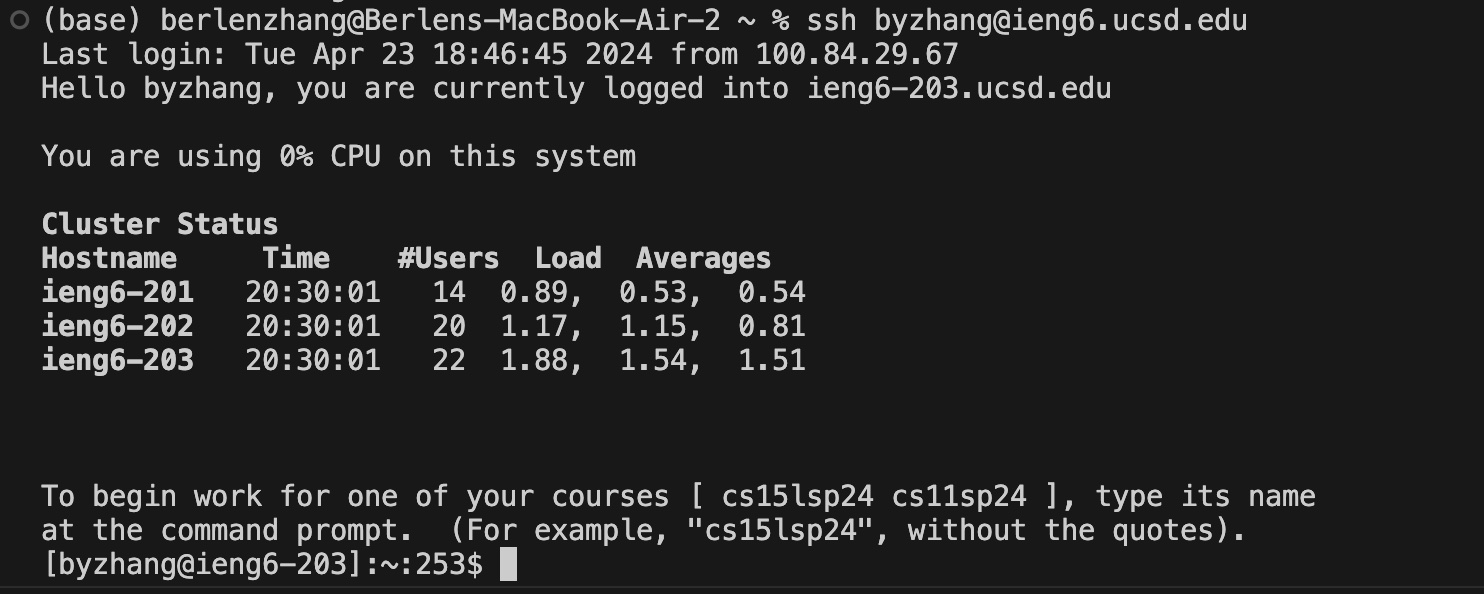 (base) berlenzhang@Berlens-MacBook-Air-2 ~ % ssh byzhang@ieng6.ucsd.edu
Last login: Tue Apr 23 18:46:45 2024 from 100.84.29.67
Hello byzhang, you are currently logged into ieng6-203.ucsd.edu
You are using 0% CPU on this system
Cluster Status
Hostname     Time    #Users  Load  Averages
ieng6-201   20:30:01   14  0.89,  0.53,  0.54
ieng6-202   20:30:01   20  1.17,  1.15,  0.81
ieng6-203   20:30:01   22  1.88,  1.54,  1.51
To begin work for one of your courses [ cs15lsp24 cs11sp24 ], type its name
at the command prompt.  (For example, "cs15lsp24", without the quotes).
[byzhang@ieng6-203]:~:253$